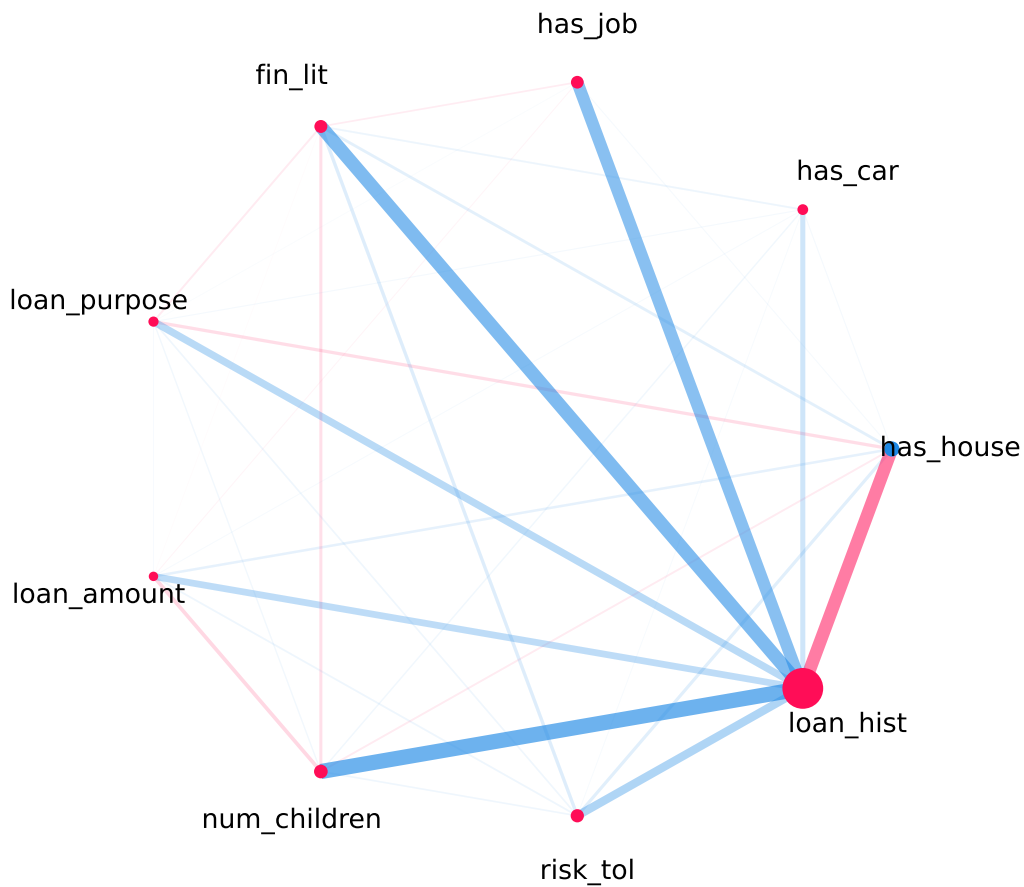 has_job
fin_lit
has_car
loan_purpose
has_house
loan_amount
loan_hist
num_children
risk_tol